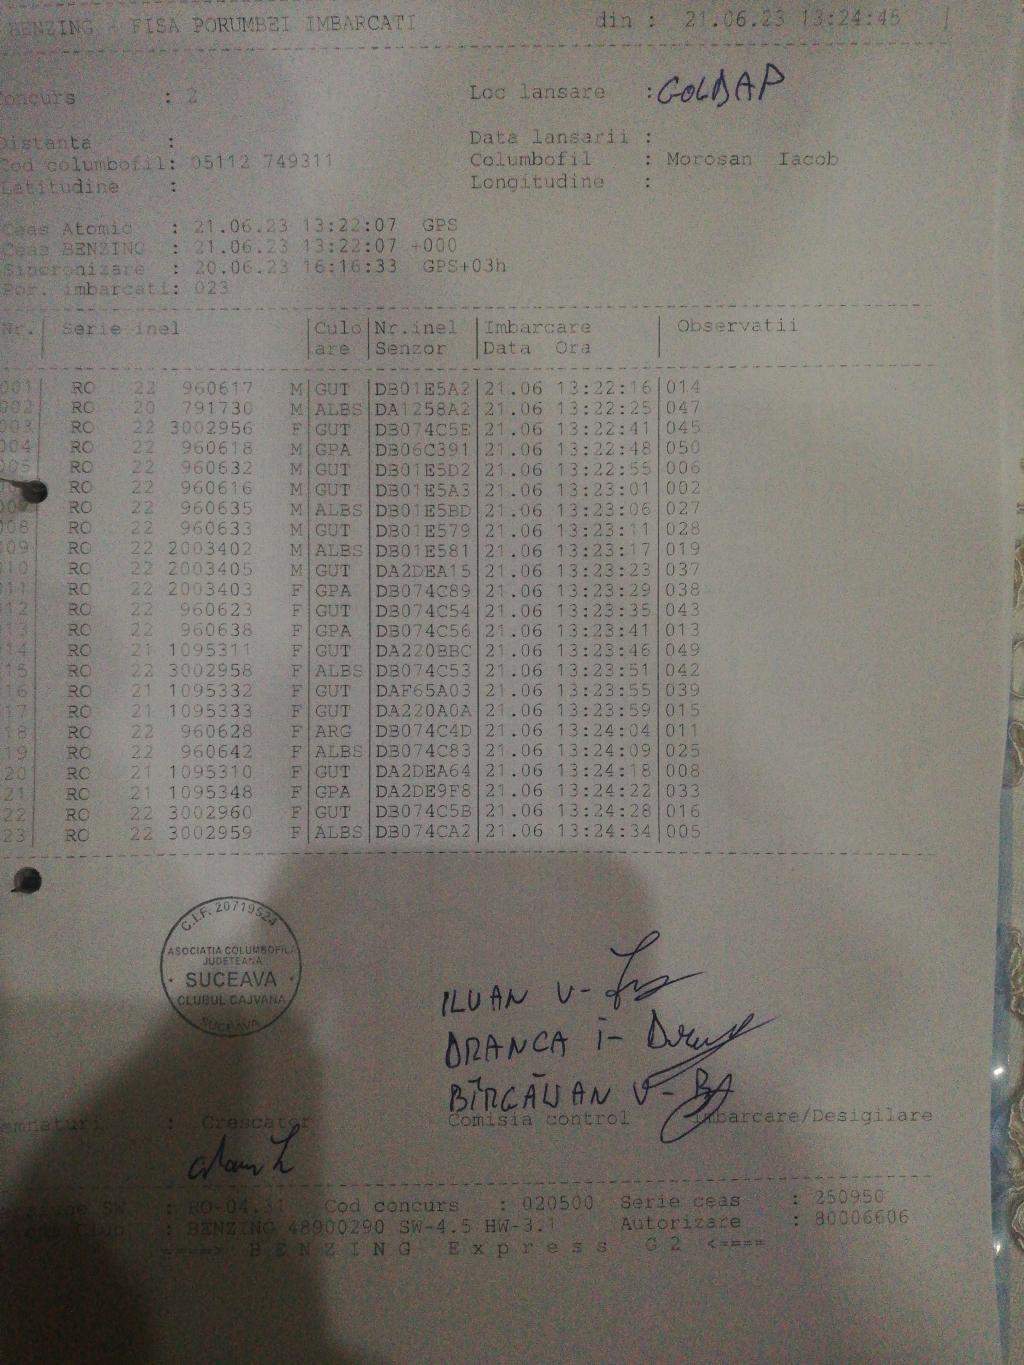 BENZING - FISA PORUMBEI IMBARCATI din : 21.06.23 13:24:45
Concurs : 2 Loc lansare : GOLDAP
Distanta : Data lansarii :
Cod columbofil: 05112 749311 Columbofil : Morosan Iacob
Latitudine : Longitudine :
Ceas Atomic : 21.06.23 13:22:07 GPS
Ceas BENZING : 21.06.23 13:22:07 +000
Sincronizare : 20.06.23 16:16:33 GPS+03h
Por. imbarcati: 023
Nr. Serie inel Culo Nr.inel Imbarcare Observatii
are Senzor Data Ora
001 RO 22 960617 M GUT DB01E5A2 21.06 13:22:16 014
002 RO 20 791730 M ALBS DA1258A2 21.06 13:22:25 047
003 RO 22 3002956 F GUT DB074C5E 21.06 13:22:41 045
004 RO 22 960618 M GPA DB06C391 21.06 13:22:48 050
005 RO 22 960632 M GUT DB01E5D2 21.06 13:22:55 006
RO 22 960616 M GUT DB01E5A3 21.06 13:23:01 002
007 RO 22 960635 M ALBS DB01E5BD 21.06 13:23:06 027
008 RO 22 960633 M GUT DB01E579 21.06 13:23:11 028
09 RO 22 2003402 M ALBS DB01E581 21.06 13:23:17 019
10 RO 22 2003405 M GUT DA2DEA15 21.06 13:23:23 037
11 RO 22 2003403 F GPA DB074C89 21.06 13:23:29 038
12 RO 22 960623 F GUT DB074C54 21.06 13:23:35 043
13 RO 22 960638 F GPA DB074C56 21.06 13:23:41 013
14 RO 21 1095311 F GUT DA220BBC 21.06 13:23:46 049
15 RO 22 3002958 F ALBS DB074C53 21.06 13:23:51 042
16 RO 21 1095332 F GUT DAF65A03 21.06 13:23:55 039
17 RO 21 1095333 F GUT DA220A0A 21.06 13:23:59 015
18 RO 22 960628 F ARG DB074C4D 21.06 13:24:04 011
19 RO 22 960642 F ALBS DB074C83 21.06 13:24:09 025
20 RO 21 1095310 F GUT DA2DEA64 21.06 13:24:18 008
21 RO 21 1095348 F GPA DA2DE9F8 21.06 13:24:22 033
22 RO 22 3002960 F GUT DB074C5B 21.06 13:24:28 016
23 RO 22 3002959 F ALBS DB074CA2 21.06 13:24:34 005
C.I.F. 20719524
ASOCIATIA COLUMBOFILA
JUDETEANA
SUCEAVA
CLUBUL CAJVANA
SUCEAVA
ILUAN V-
DRANCA I-
V-
: Crescator Comisia control Imbarcare/Desigilare
: RO-04.31 Cod concurs : 020500 Serie ceas : 250950
: BENZING 48900290 SW-4.5 HW-3.1 Autorizare : 80006606
====> BENZING Express G2 <====